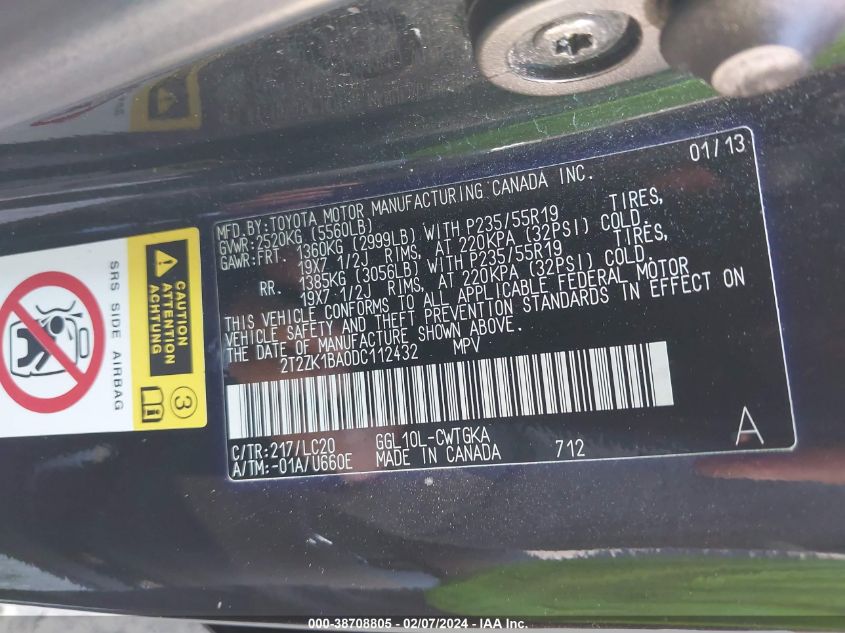 01/13
MFD.BY:TOYOTA MOTOR MANUFACTURING CANADA INC.
GVWR:2520KG (5560LB)
GAWR:FRT. 1360KG (2999LB) WITH P235/55R19 TIRES,
19X7 1/2J RIMS, AT 220KPA (32PSI) COLD.
RR. 1385KG (3056LB) WITH P235/55R19 TIRES,
19X7 1/2J RIMS, AT 220KPA (32PSI) COLD.
THIS VEHICLE CONFORMS TO ALL APPLICABLE FEDERAL MOTOR
VEHICLE SAFETY AND THEFT PREVENTION STANDARDS IN EFFECT ON
THE DATE OF MANUFACTURE SHOWN ABOVE.
2T2ZK1BA0DC112432 MPV
C/TR:217/LC20 GGL10L-CWTGKA
A/TM:-01A/U660E MADE IN CANADA 712
A
CAUTION
ATTENTION
ACHTUNG
SRS SIDE AIRBAG
3
000-38708805 - 02/07/2024 - IAA Inc.